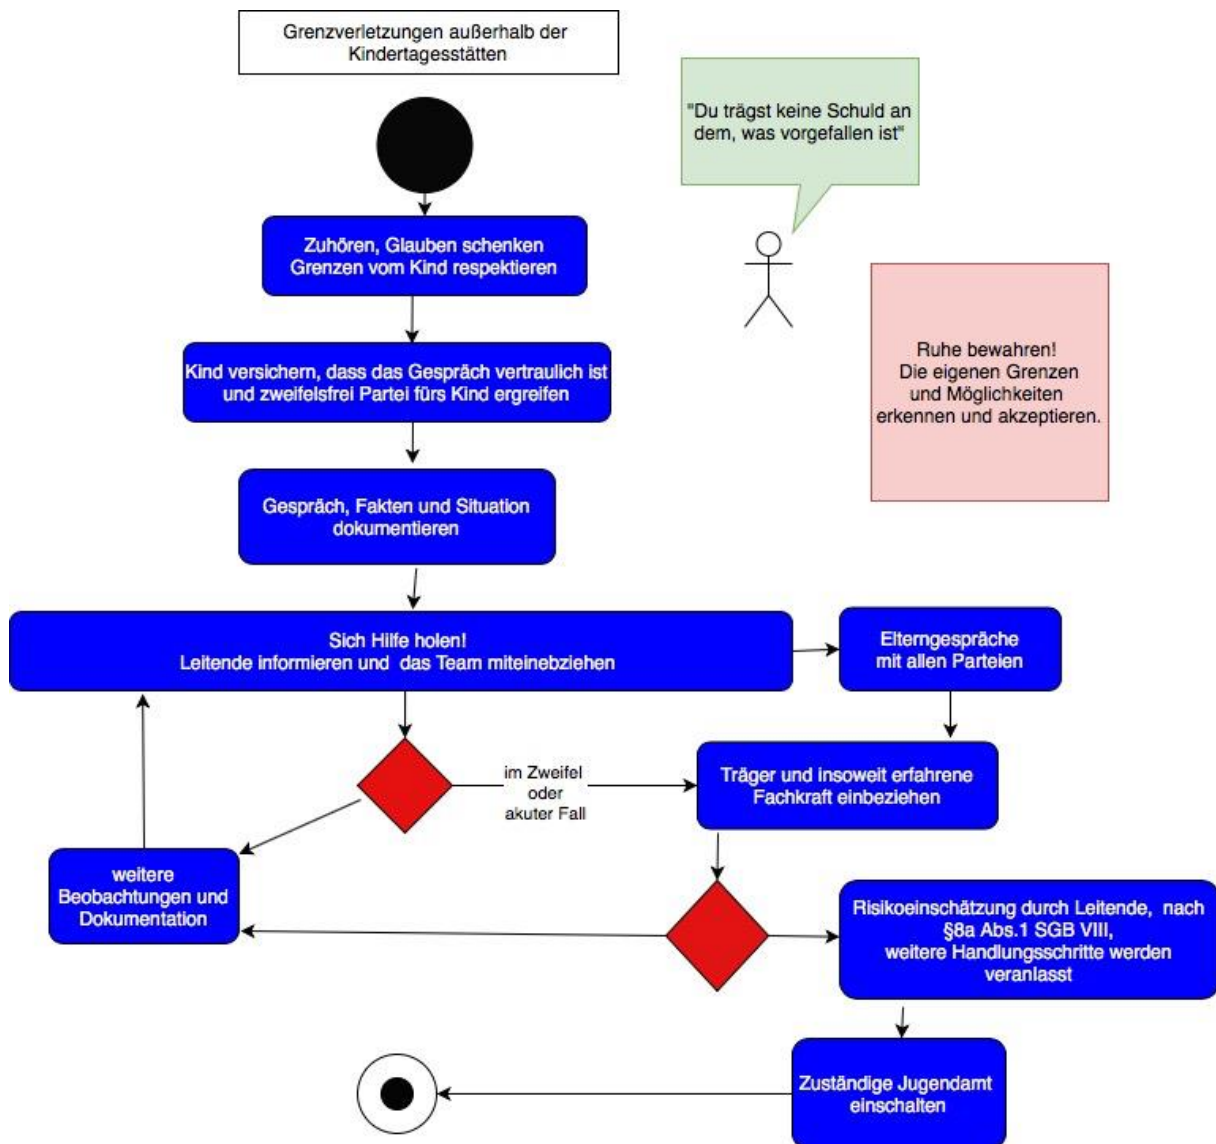 Grenzverletzungen außerhalb der
Kindertagesstätten
"Du trägst keine Schuld an
dem, was vorgefallen ist"
Zuhören, Glauben schenken
Grenzen vom Kind respektieren
Ruhe bewahren!
Die eigenen Grenzen
und Möglichkeiten
erkennen und akzeptieren.
Kind versichern, dass das Gespräch vertraulich ist
und zweifelsfrei Partei fürs Kind ergreifen
Gespräch, Fakten und Situation
dokumentieren
Sich Hilfe holen!
Leitende informieren und das Team miteinebziehen
Elterngespräche
mit allen Parteien
im Zweifel
oder
akuter Fall
Träger und insoweit erfahrene
Fachkraft einbeziehen
weitere
Beobachtungen und
Dokumentation
Risikoeinschätzung durch Leitende, nach
§8a Abs.1 SGB VIII,
weitere Handlungsschritte werden
veranlasst
Zuständige Jugendamt
einschalten